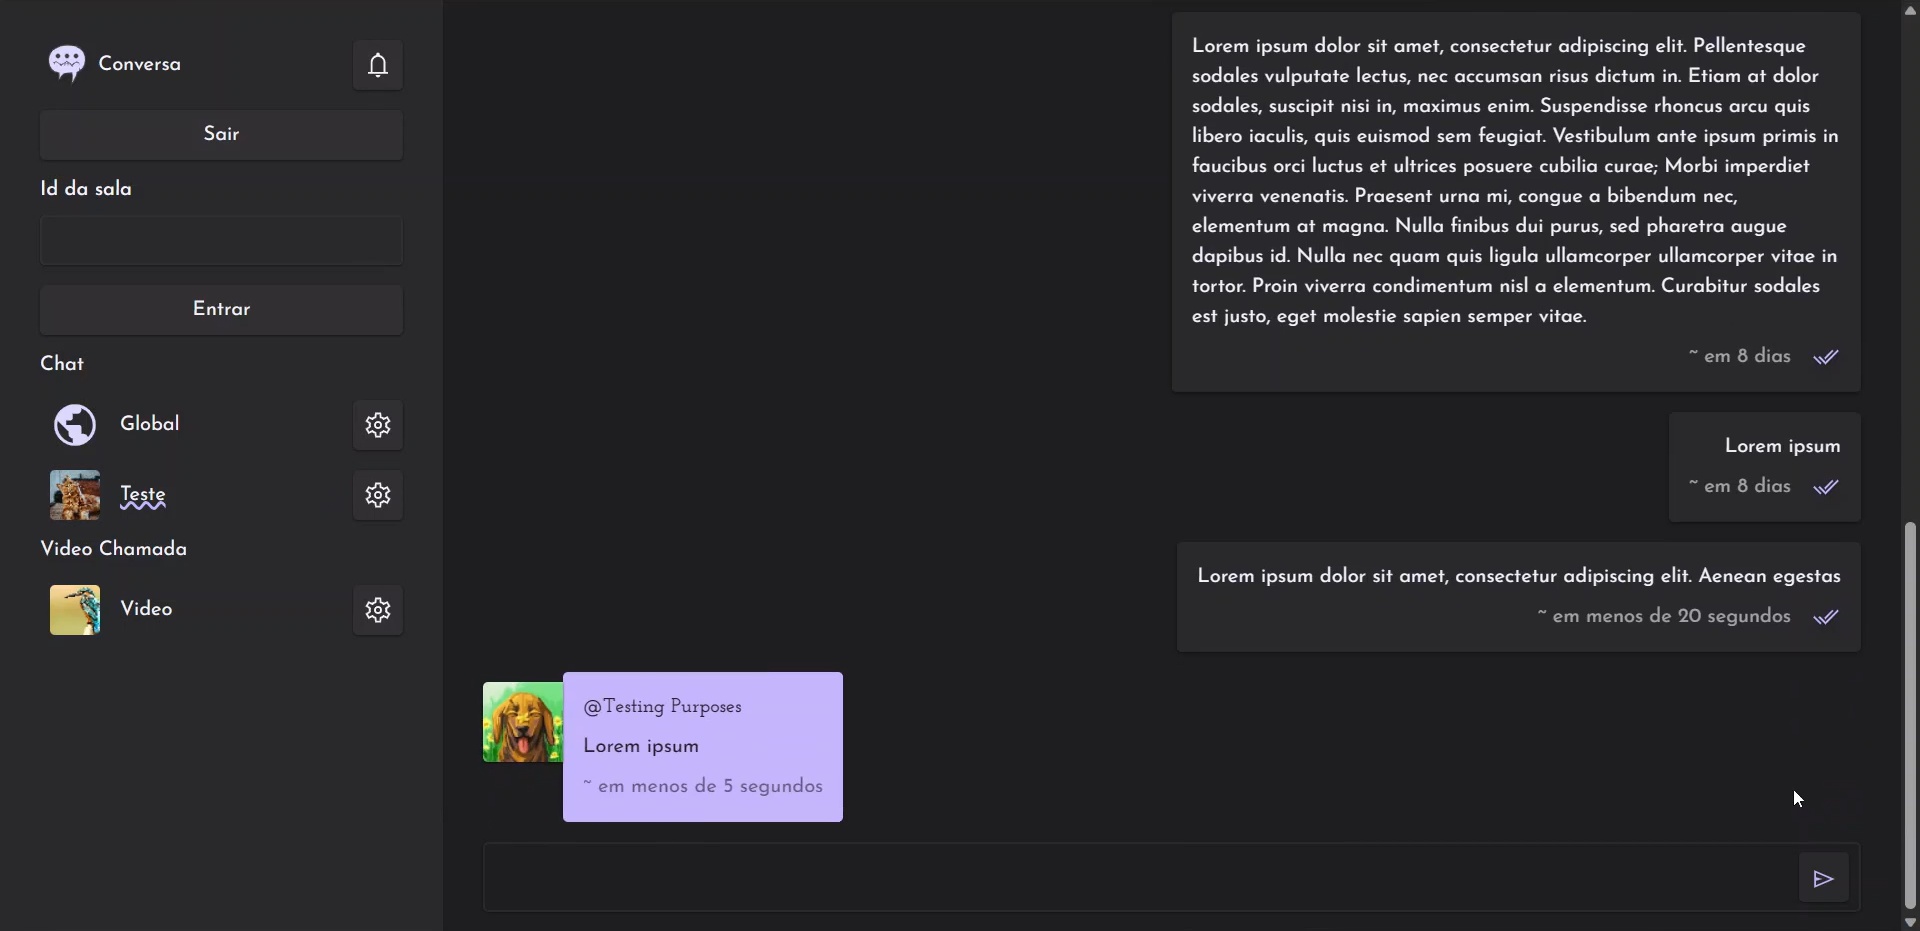 Conversa
Sair
Id da sala
Entrar
Chat
Global
Teste
Video Chamada
Video
Lorem ipsum dolor sit amet, consectetur adipiscing elit. Pellentesque
sodales vulputate lectus, nec accumsan risus dictum in. Etiam at dolor
sodales, suscipit nisi in, maximus enim. Suspendisse rhoncus arcu quis
libero iaculis, quis euismod sem feugiat. Vestibulum ante ipsum primis in
faucibus orci luctus et ultrices posuere cubilia curae; Morbi imperdiet
viverra venenatis. Praesent urna mi, congue a bibendum nec,
elementum at magna. Nulla finibus dui purus, sed pharetra augue
dapibus id. Nulla nec quam quis ligula ullamcorper ullamcorper vitae in
tortor. Proin viverra condimentum nisl a elementum. Curabitur sodales
est justo, eget molestie sapien semper vitae.
~ em 8 dias
Lorem ipsum
~ em 8 dias
Lorem ipsum dolor sit amet, consectetur adipiscing elit. Aenean egestas
~ em menos de 20 segundos
@Testing Purposes
Lorem ipsum
~ em menos de 5 segundos